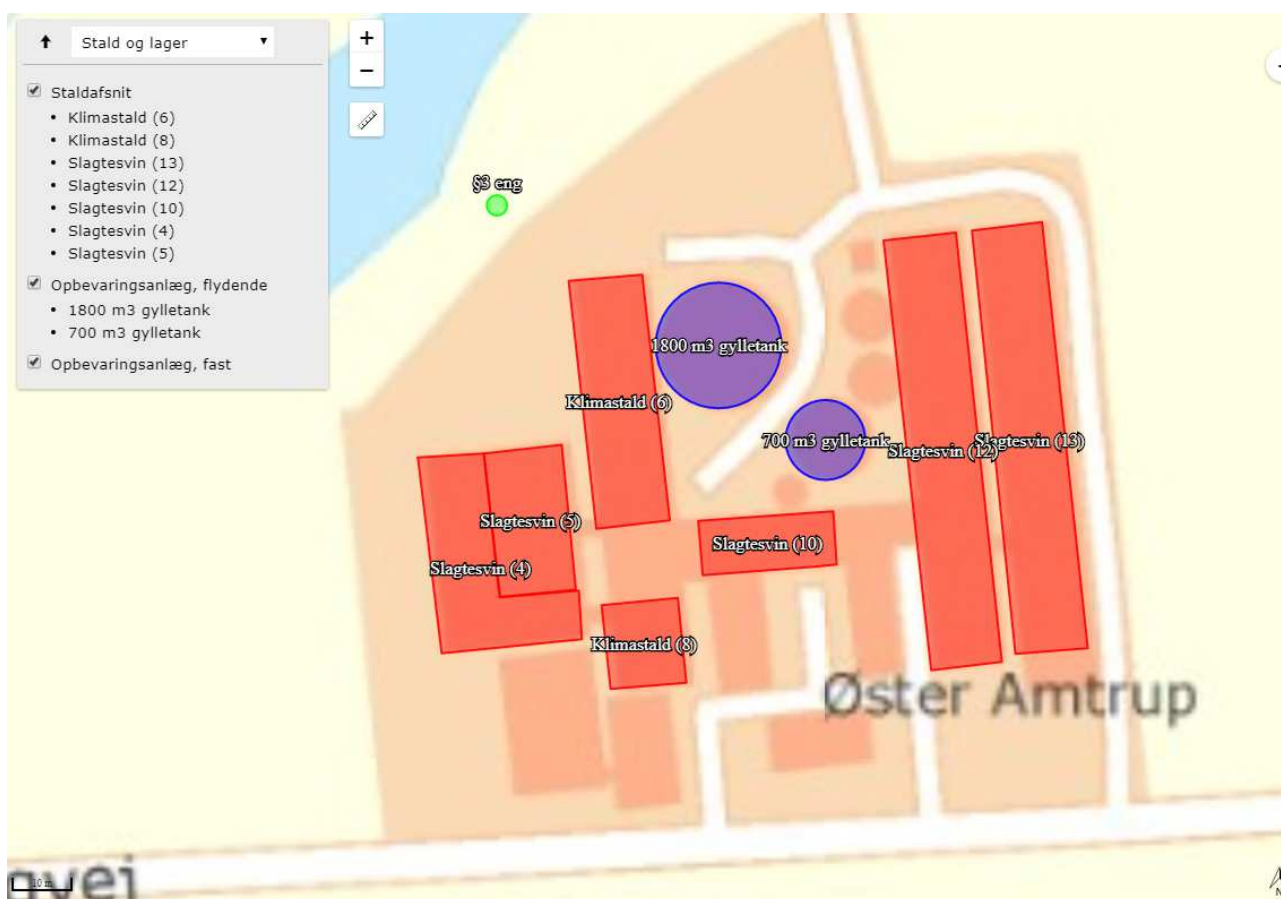 Stald og lager
Staldafsnit
Klimastald (6)
Klimastald (8)
Slagtesvin (13)
Slagtesvin (12)
Slagtesvin (10)
Slagtesvin (4)
Slagtesvin (5)
Opbevaringsanlæg, flydende
1800 m3 gylletank
700 m3 gylletank
Opbevaringsanlæg, fast
+
−
§3 eng
1800 m3 gylletank
Klimastald (6)
700 m3 gylletank
Slagtesvin (12)
Slagtesvin (13)
Slagtesvin (5)
Slagtesvin (10)
Slagtesvin (4)
Klimastald (8)
Øster Amtrup
gvej
10 m
N